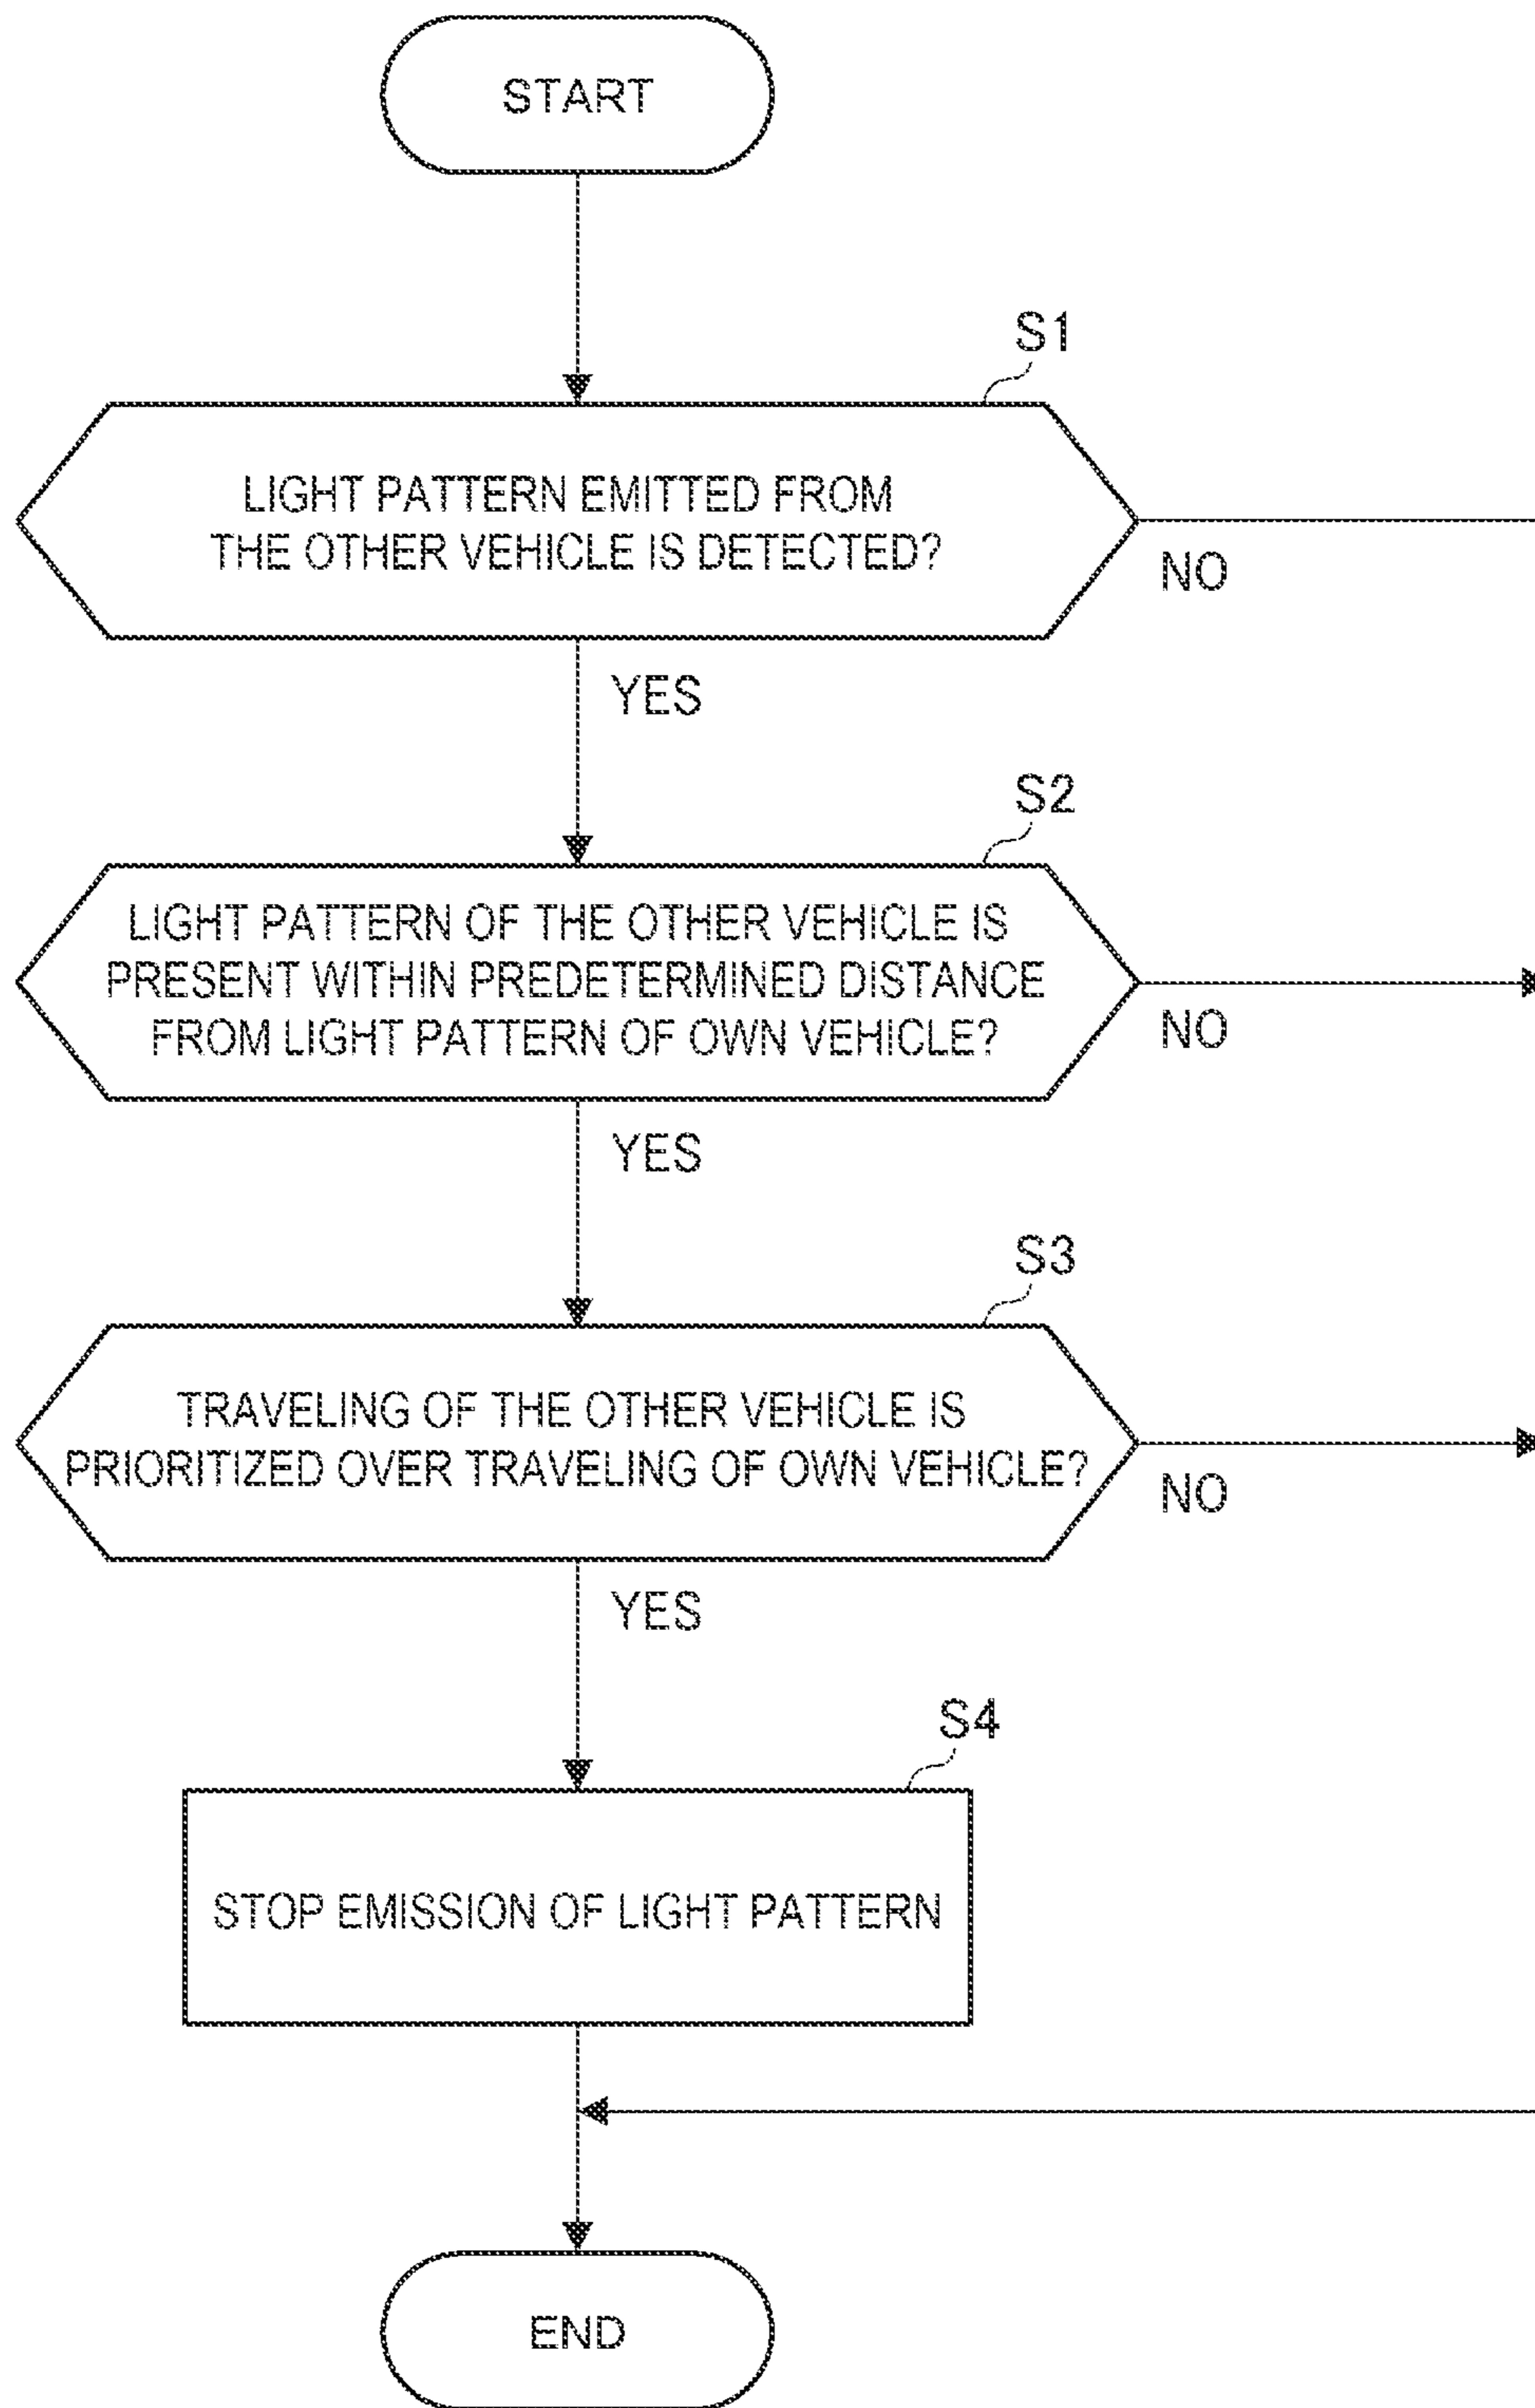 START
S1
LIGHT PATTERN EMITTED FROM
THE OTHER VEHICLE IS DETECTED?
NO
YES
S2
LIGHT PATTERN OF THE OTHER VEHICLE IS
PRESENT WITHIN PREDETERMINED DISTANCE
FROM LIGHT PATTERN OF OWN VEHICLE?
NO
YES
S3
TRAVELING OF THE OTHER VEHICLE IS
PRIORITIZED OVER TRAVELING OF OWN VEHICLE?
NO
YES
S4
STOP EMISSION OF LIGHT PATTERN
END